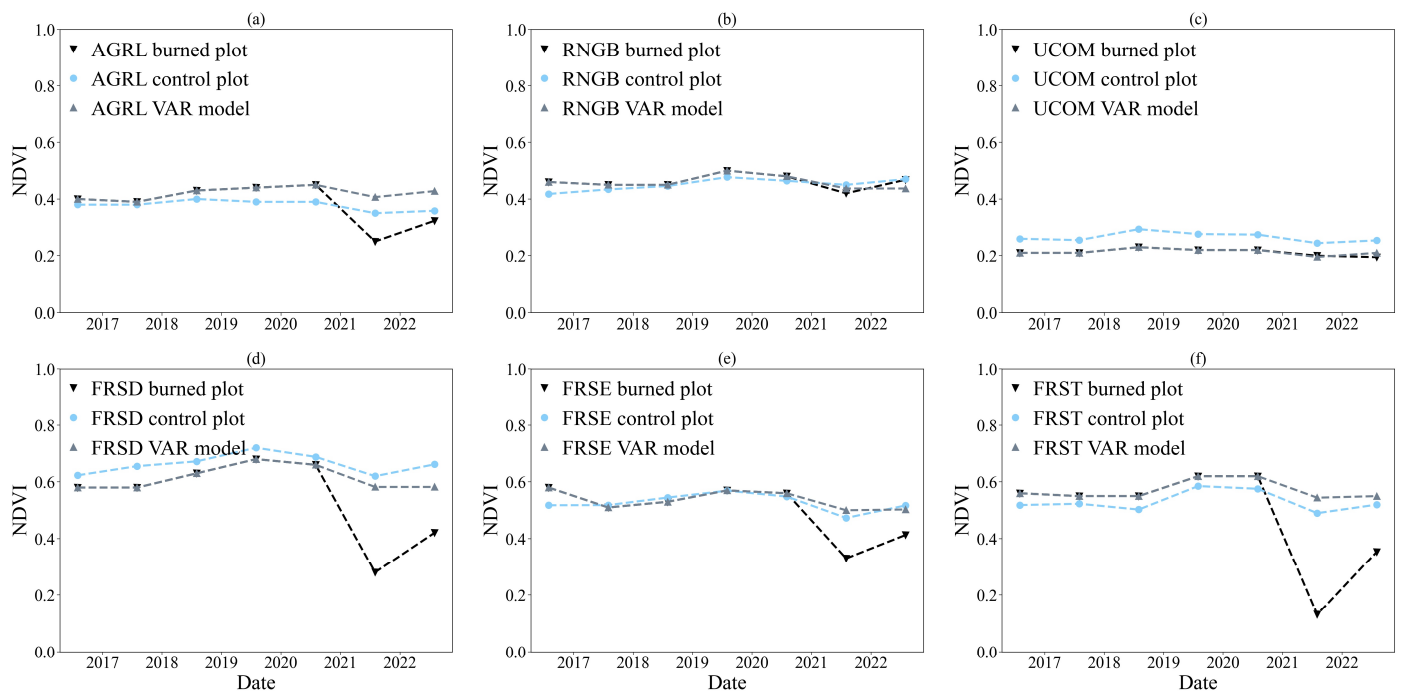 (a)
1.0
0.8
0.6
0.4
0.2
0.0
NDVI
AGRL burned plot
AGRL control plot
AGRL VAR model
2017 2018 2019 2020 2021 2022
(b)
1.0
0.8
0.6
0.4
0.2
0.0
NDVI
RNGB burned plot
RNGB control plot
RNGB VAR model
2017 2018 2019 2020 2021 2022
(c)
1.0
0.8
0.6
0.4
0.2
0.0
NDVI
UCOM burned plot
UCOM control plot
UCOM VAR model
2017 2018 2019 2020 2021 2022
(d)
1.0
0.8
0.6
0.4
0.2
0.0
NDVI
FRSD burned plot
FRSD control plot
FRSD VAR model
2017 2018 2019 2020 2021 2022
Date
(e)
1.0
0.8
0.6
0.4
0.2
0.0
NDVI
FRSE burned plot
FRSE control plot
FRSE VAR model
2017 2018 2019 2020 2021 2022
Date
(f)
1.0
0.8
0.6
0.4
0.2
0.0
NDVI
FRST burned plot
FRST control plot
FRST VAR model
2017 2018 2019 2020 2021 2022
Date